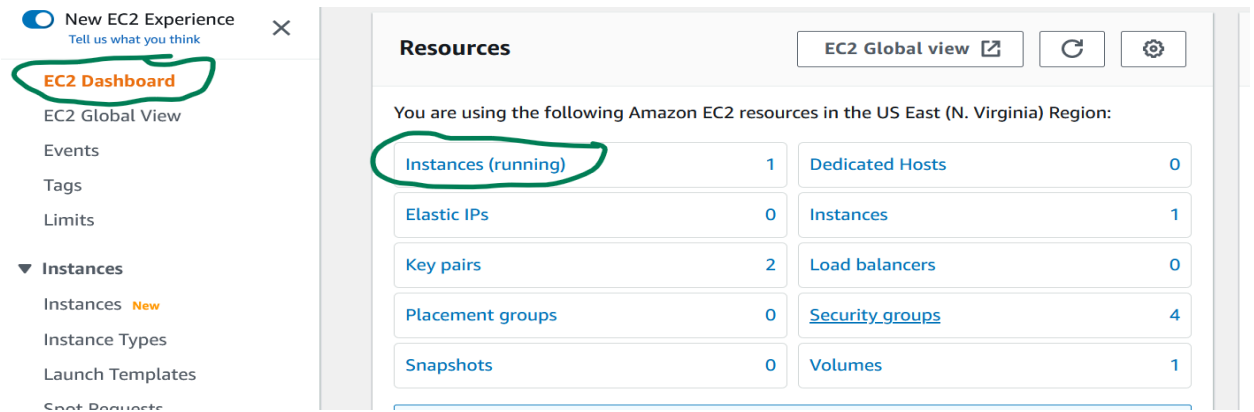 New EC2 Experience
Tell us what you think
EC2 Dashboard
EC2 Global View
Events
Tags
Limits
Instances
Instances New
Instance Types
Launch Templates
Spot Requests
Resources
EC2 Global view
You are using the following Amazon EC2 resources in the US East (N. Virginia) Region:
Instances (running) 1 Dedicated Hosts 0
Elastic IPs 0 Instances 1
Key pairs 2 Load balancers 0
Placement groups 0 Security groups 4
Snapshots 0 Volumes 1